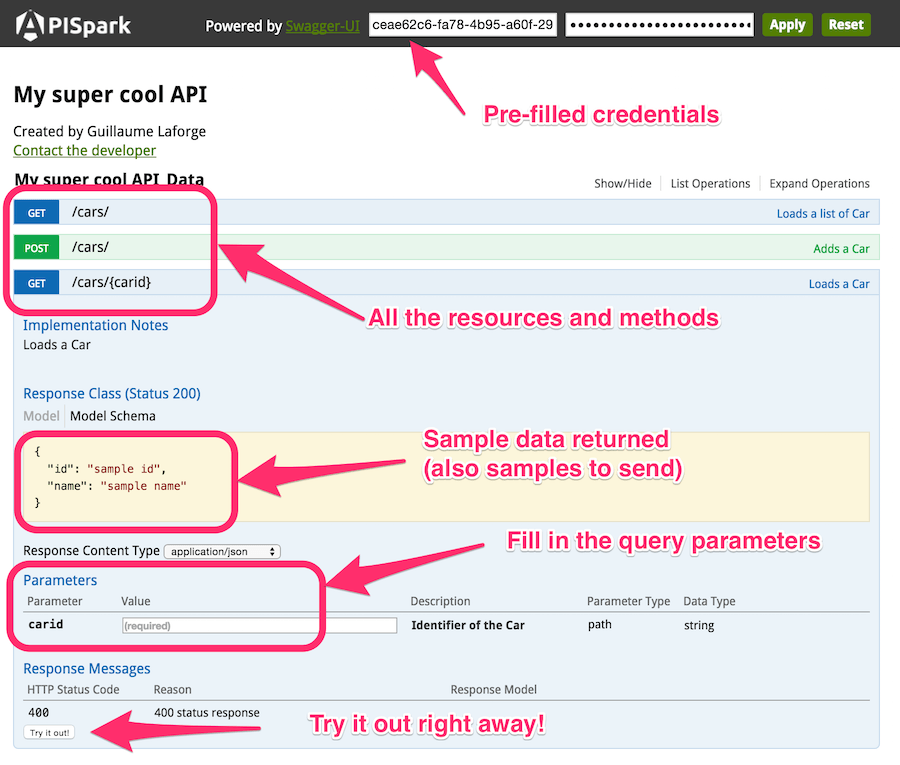 APISpark
Powered by Swagger-UI ceae62c6-fa78-4b95-a60f-29 Apply Reset
Pre-filled credentials
My super cool API
Created by Guillaume Laforge
Contact the developer
My super cool API Data Show/Hide List Operations Expand Operations
GET /cars/ Loads a list of Car
POST /cars/ Adds a Car
GET /cars/{carid} Loads a Car
All the resources and methods
Implementation Notes
Loads a Car
Response Class (Status 200)
Model Model Schema
Sample data returned
(also samples to send)
{
"id": "sample id",
"name": "sample name"
}
Fill in the query parameters
Response Content Type application/json
Parameters
Parameter Value Description Parameter Type Data Type
carid (required) Identifier of the Car path string
Response Messages
HTTP Status Code Reason Response Model
400 400 status response
Try it out!
Try it out right away!